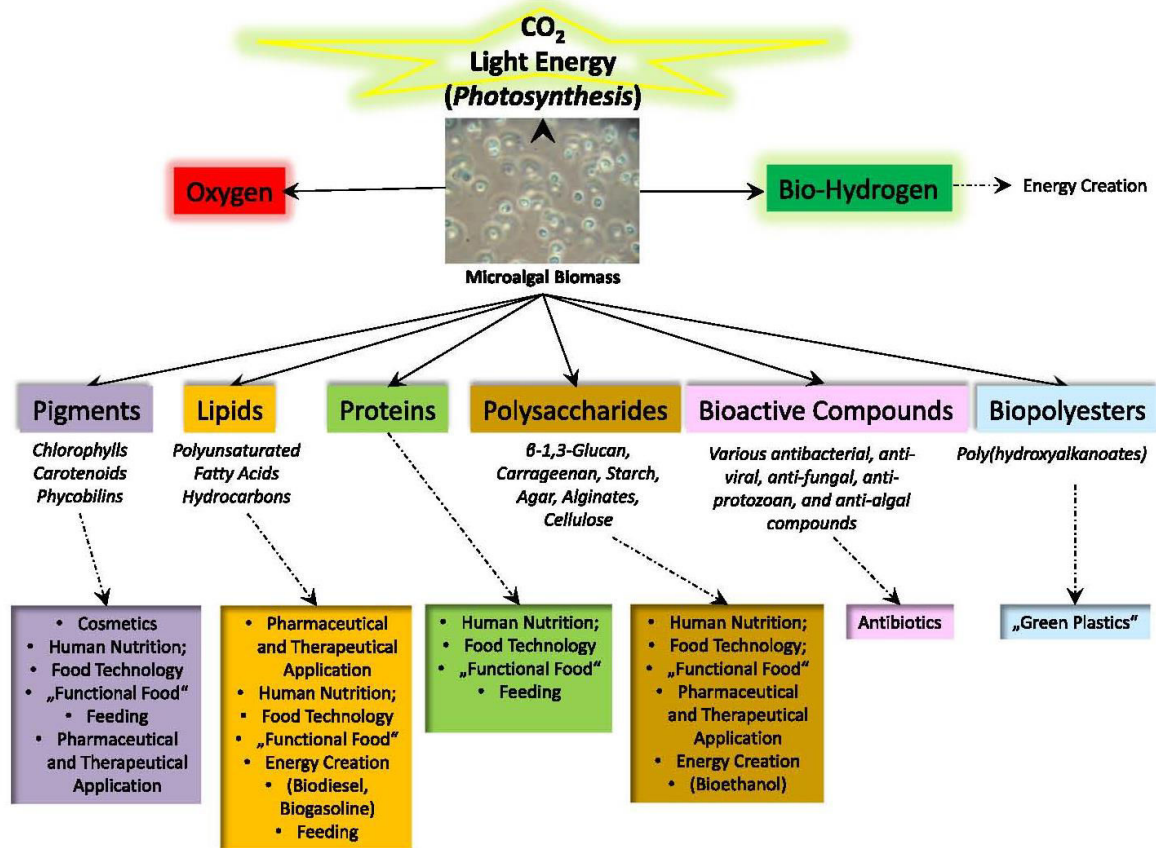 CO₂
Light Energy
(Photosynthesis)
Oxygen
Bio-Hydrogen
Energy Creation
Microalgal Biomass
Pigments
Chlorophylls
Carotenoids
Phycobilins
Lipids
Polyunsaturated
Fatty Acids
Hydrocarbons
Proteins
Polysaccharides
β-1,3-Glucan,
Carrageenan, Starch,
Agar, Alginates,
Cellulose
Bioactive Compounds
Various antibacterial, anti-
viral, anti-fungal, anti-
protozoan, and anti-algal
compounds
Biopolyesters
Poly(hydroxyalkanoates)
• Cosmetics
• Human Nutrition;
• Food Technology
• „Functional Food“
• Feeding
• Pharmaceutical
and Therapeutical
Application
• Pharmaceutical
and Therapeutical
Application
• Human Nutrition;
• Food Technology
• „Functional Food“
• Energy Creation
• (Biodiesel,
Biogasoline)
• Feeding
• Human Nutrition;
• Food Technology
• „Functional Food“
• Feeding
• Human Nutrition;
• Food Technology;
• „Functional Food“
• Pharmaceutical
and Therapeutical
Application
• Energy Creation
• (Bioethanol)
Antibiotics
„Green Plastics“